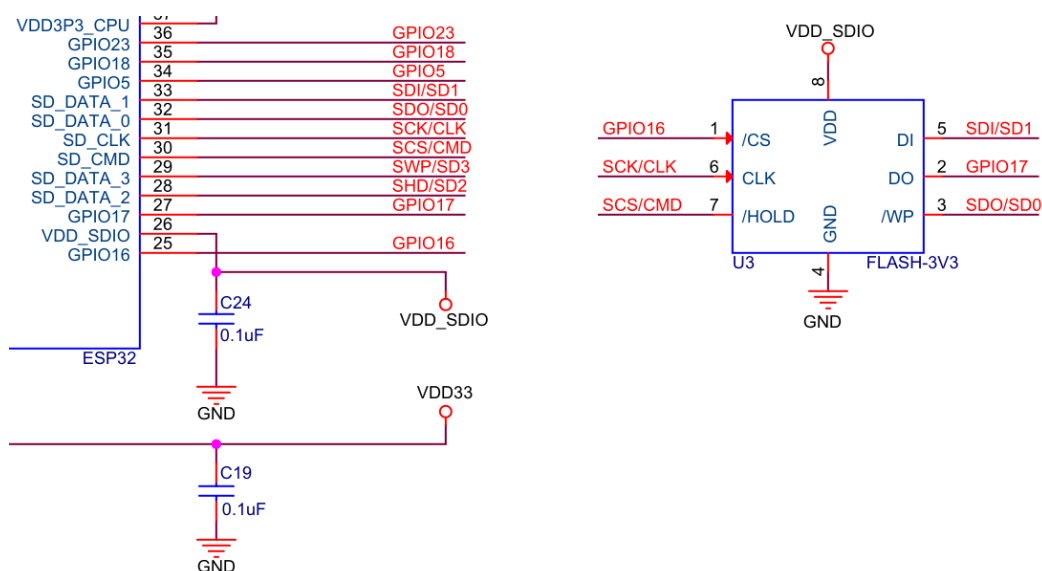 37
VDD3P3_CPU
36
GPIO23
GPIO23
35
GPIO18
GPIO18
34
GPIO5
GPIO5
33
SDI/SD1
SD_DATA_1
32
SDO/SD0
SD_DATA_0
31
SCK/CLK
SD_CLK
30
SCS/CMD
SD_CMD
29
SWP/SD3
SD_DATA_3
28
SHD/SD2
SD_DATA_2
27
GPIO17
GPIO17
26
VDD_SDIO
25
GPIO16
GPIO16
C24
0.1uF
VDD_SDIO
ESP32
GND
VDD33
C19
0.1uF
GND
VDD_SDIO
8
VDD
GPIO16 1 /CS
DI 5 SDI/SD1
SCK/CLK 6 CLK
DO 2 GPIO17
SCS/CMD 7 /HOLD
/WP 3 SDO/SD0
GND
U3
FLASH-3V3
4
GND